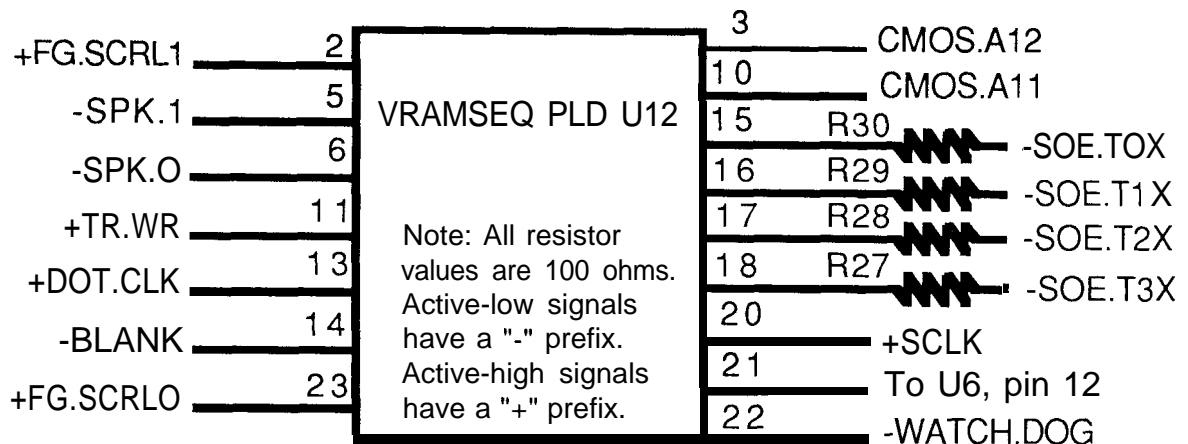 +FG.SCRL1 2
-SPK.1 5
-SPK.O 6
+TR.WR 11
+DOT.CLK 13
-BLANK 14
+FG.SCRLO 23
VRAMSEQ PLD U12
Note: All resistor
values are 100 ohms.
Active-low signals
have a "-" prefix.
Active-high signals
have a "+" prefix.
3 CMOS.A12
10 CMOS.A11
15 R30 -SOE.TOX
16 R29 -SOE.T1X
17 R28 -SOE.T2X
18 R27 -SOE.T3X
20 +SCLK
21 To U6, pin 12
22 -WATCH.DOG